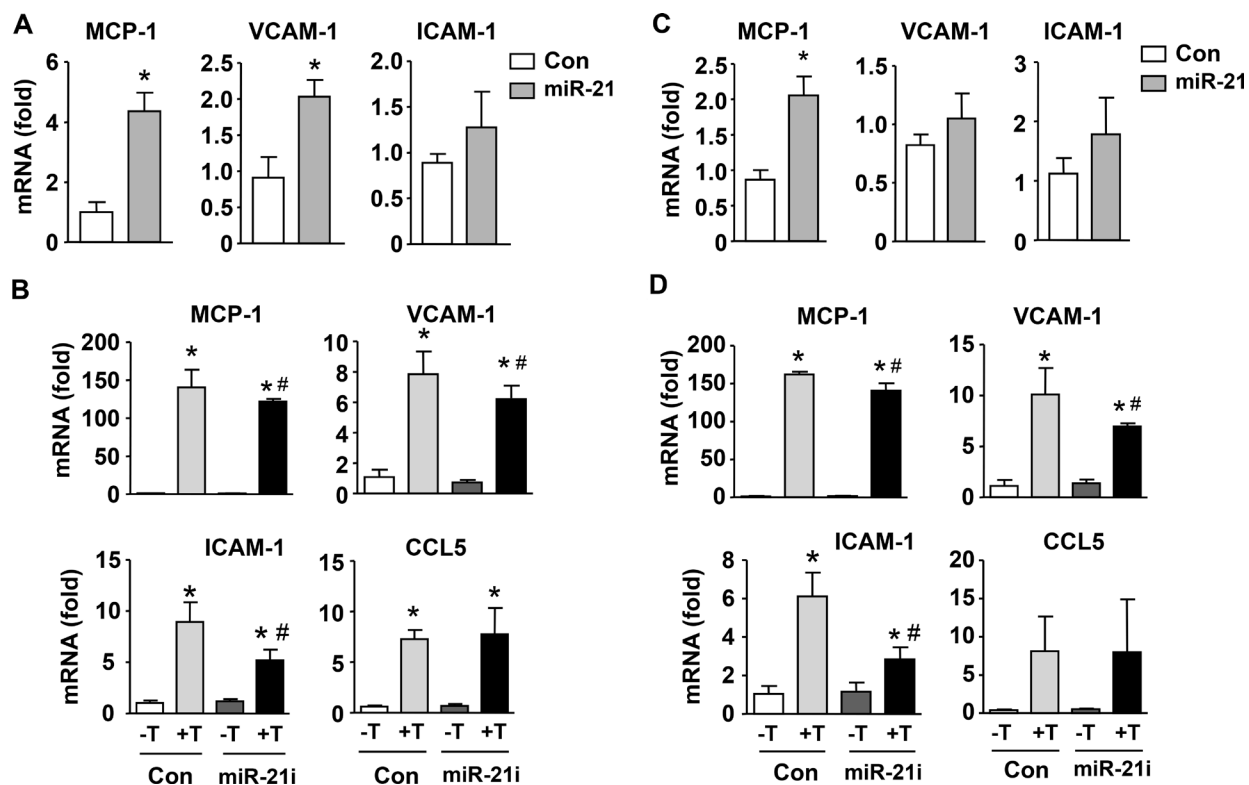 A
MCP-1
VCAM-1
ICAM-1
Con
miR-21
mRNA (fold)
6
4
2
0
*
2.5
2.0
1.5
1.0
0.5
0
*
2.0
1.5
1.0
0.5
0
C
MCP-1
VCAM-1
ICAM-1
Con
miR-21
mRNA (fold)
2.5
2.0
1.5
1.0
0.5
0
*
1.5
1.0
0.5
0
3
2
1
0
B
MCP-1
mRNA (fold)
200
150
100
50
0
*
* #
VCAM-1
10
8
6
4
2
0
*
* #
ICAM-1
mRNA (fold)
15
10
5
0
*
* #
CCL5
15
10
5
0
*
*
-T +T -T +T
Con miR-21i
-T +T -T +T
Con miR-21i
D
MCP-1
mRNA (fold)
200
150
100
50
0
*
* #
VCAM-1
15
10
5
0
*
* #
ICAM-1
mRNA (fold)
8
6
4
2
0
*
* #
CCL5
20
15
10
5
0
-T +T -T +T
Con miR-21i
-T +T -T +T
Con miR-21i